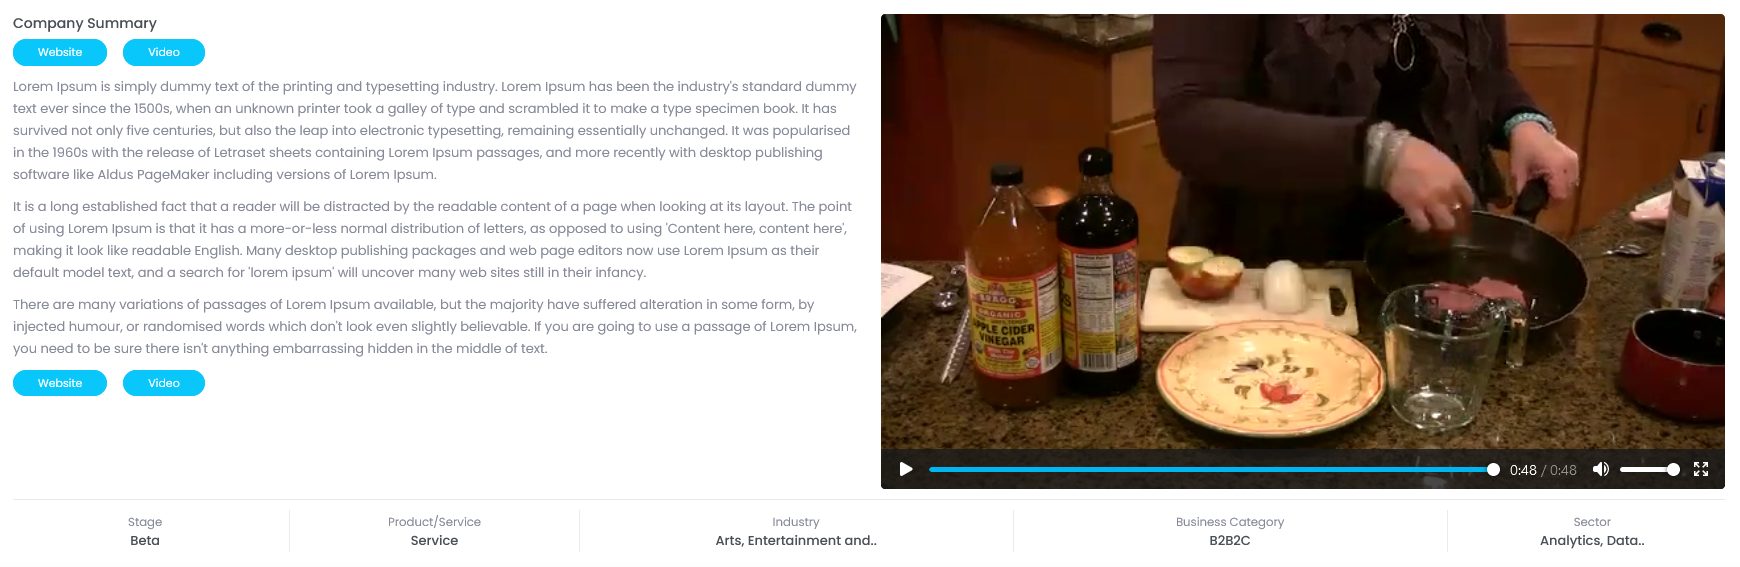 Company Summary
Website
Video
Lorem Ipsum is simply dummy text of the printing and typesetting industry. Lorem Ipsum has been the industry's standard dummy
text ever since the 1500s, when an unknown printer took a galley of type and scrambled it to make a type specimen book. It has
survived not only five centuries, but also the leap into electronic typesetting, remaining essentially unchanged. It was popularised
in the 1960s with the release of Letraset sheets containing Lorem Ipsum passages, and more recently with desktop publishing
software like Aldus PageMaker including versions of Lorem Ipsum.
It is a long established fact that a reader will be distracted by the readable content of a page when looking at its layout. The point
of using Lorem Ipsum is that it has a more-or-less normal distribution of letters, as opposed to using 'Content here, content here',
making it look like readable English. Many desktop publishing packages and web page editors now use Lorem Ipsum as their
default model text, and a search for 'lorem ipsum' will uncover many web sites still in their infancy.
There are many variations of passages of Lorem Ipsum available, but the majority have suffered alteration in some form, by
injected humour, or randomised words which don't look even slightly believable. If you are going to use a passage of Lorem Ipsum,
you need to be sure there isn't anything embarrassing hidden in the middle of text.
Website
Video
BRAGG
ORGANIC
APPLE CIDER
VINEGAR
0:48 / 0:48
Stage
Beta
Product/Service
Service
Industry
Arts, Entertainment and..
Business Category
B2B2C
Sector
Analytics, Data..